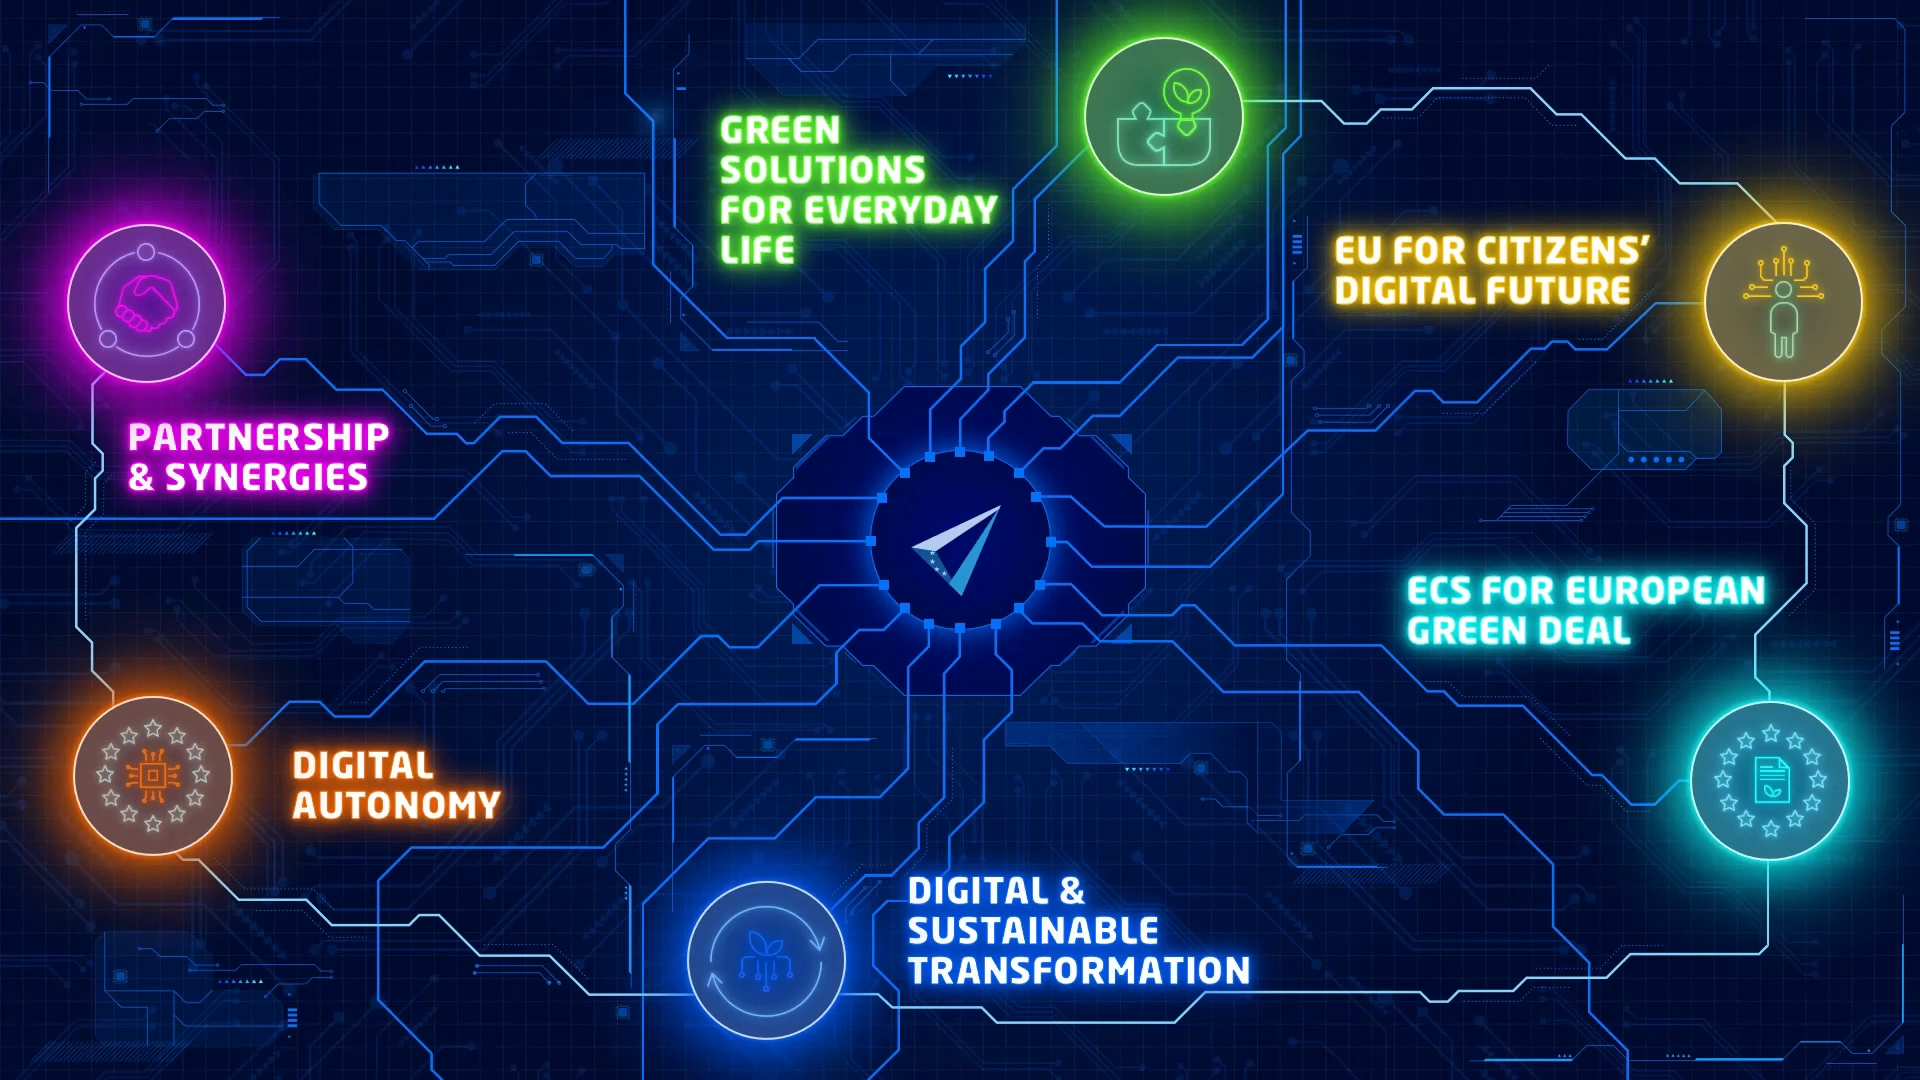 GREEN
SOLUTIONS
FOR EVERYDAY
LIFE
EU FOR CITIZENS’
DIGITAL FUTURE
PARTNERSHIP
& SYNERGIES
ECS FOR EUROPEAN
GREEN DEAL
DIGITAL
AUTONOMY
DIGITAL &
SUSTAINABLE
TRANSFORMATION